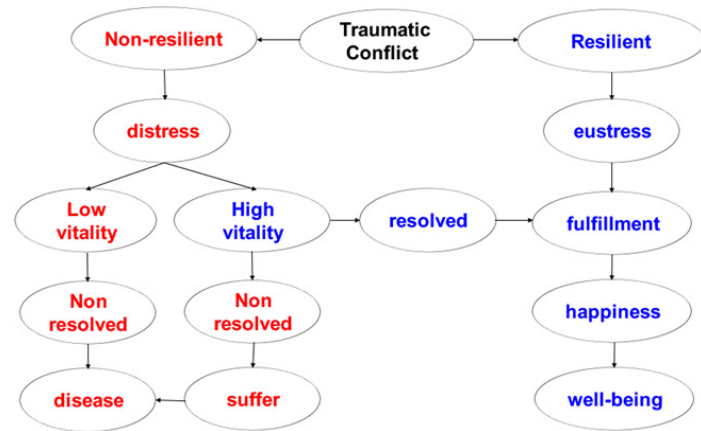 Non-resilient
Traumatic
Conflict
Resilient
distress
eustress
Low
vitality
High
vitality
resolved
fulfillment
Non
resolved
Non
resolved
happiness
disease
suffer
well-being